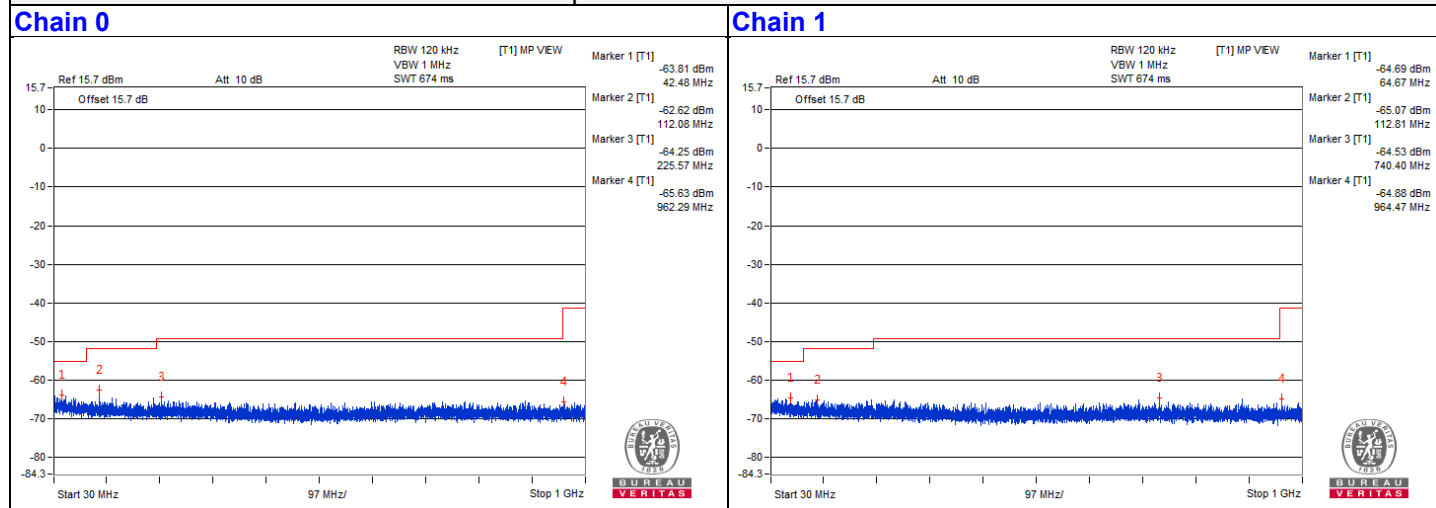 Chain 0
RBW 120 kHz
[T1] MP VIEW
VBW 1 MHz
Ref 15.7 dBm
Att 10 dB
SWT 674 ms
Marker 1 [T1]
-63.81 dBm
42.48 MHz
Marker 2 [T1]
-62.62 dBm
112.08 MHz
Marker 3 [T1]
-64.25 dBm
225.57 MHz
Marker 4 [T1]
-65.63 dBm
962.29 MHz
15.7
Offset 15.7 dB
10
0
-10
-20
-30
-40
-50
-60
-70
-80
-84.3
1
2
3
4
Start 30 MHz
97 MHz/
Stop 1 GHz
BUREAU VERITAS
1828
BUREAU
VERITAS
Chain 1
RBW 120 kHz
[T1] MP VIEW
VBW 1 MHz
Ref 15.7 dBm
Att 10 dB
SWT 674 ms
Marker 1 [T1]
-64.69 dBm
64.67 MHz
Marker 2 [T1]
-65.07 dBm
112.81 MHz
Marker 3 [T1]
-64.53 dBm
740.40 MHz
Marker 4 [T1]
-64.88 dBm
964.47 MHz
15.7
Offset 15.7 dB
10
0
-10
-20
-30
-40
-50
-60
-70
-80
-84.3
1
2
3
4
Start 30 MHz
97 MHz/
Stop 1 GHz
BUREAU VERITAS
1828
BUREAU
VERITAS